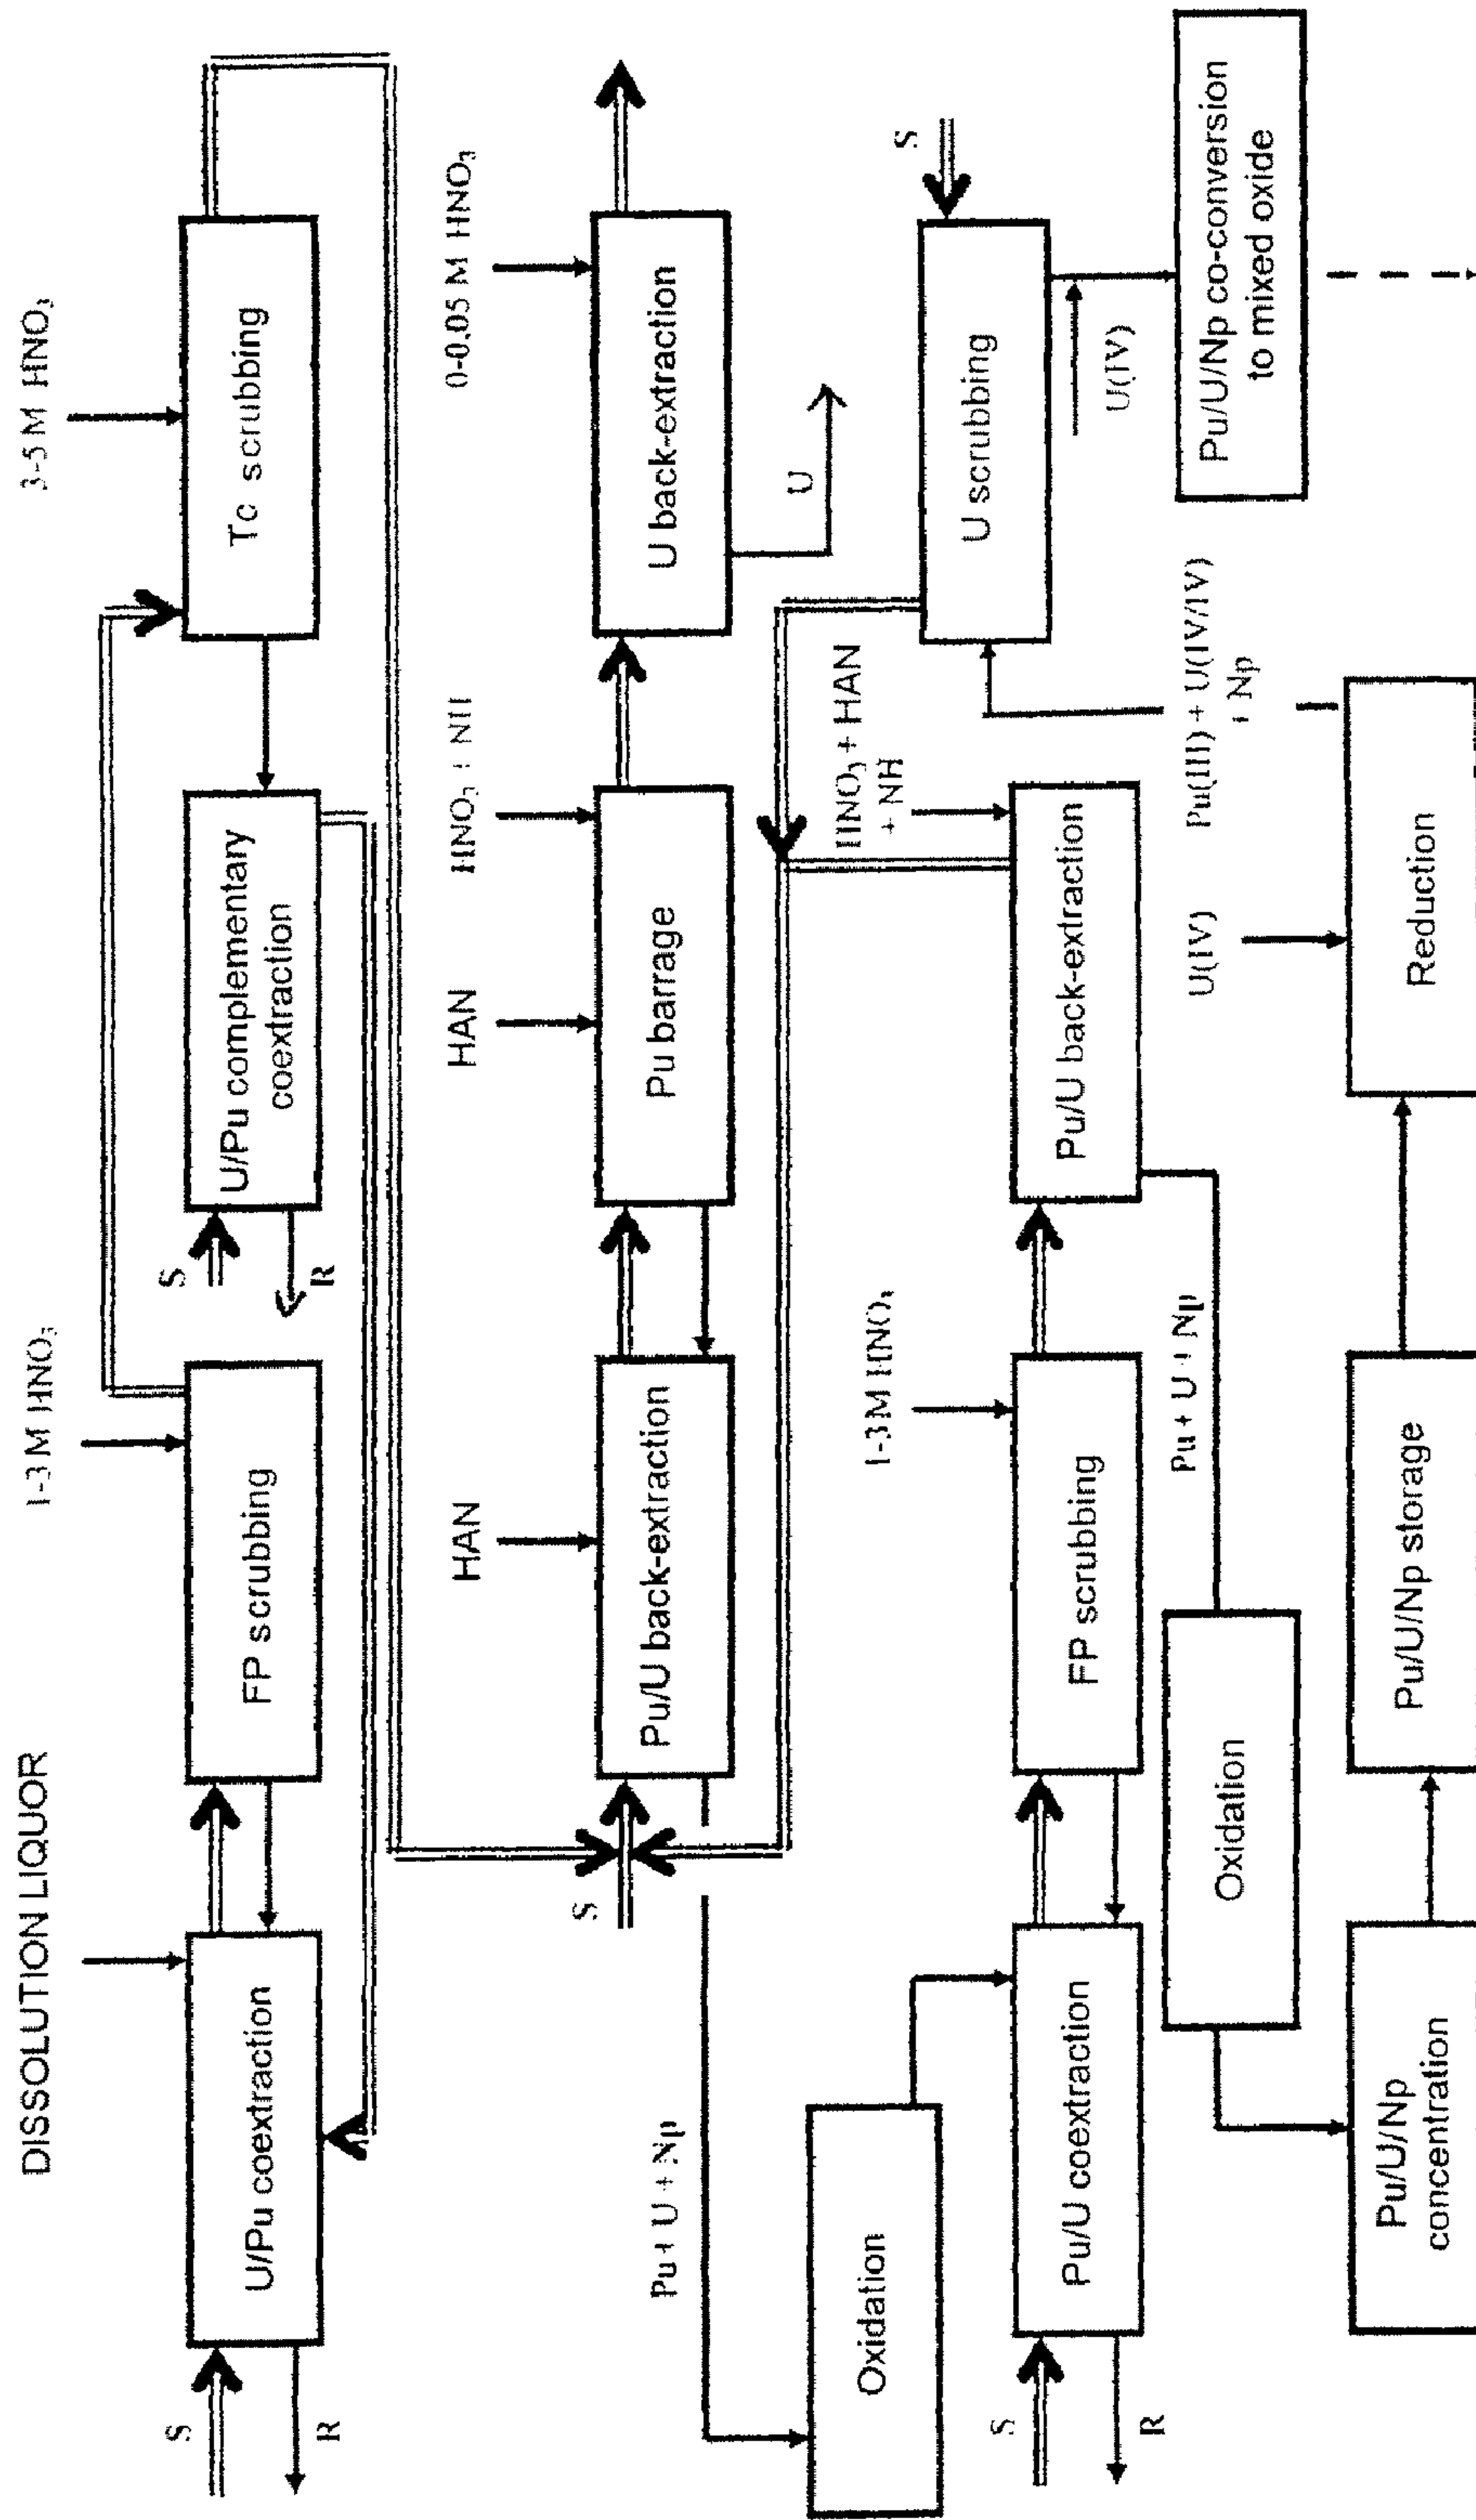 DISSOLUTION LIQUOR
1-3 M HNO₃
3-5 M HNO₃
S
U/Pu coextraction
R
FP scrubbing
S
U/Pu complementary
coextraction
R
Tc scrubbing
HAN
HAN
HNO₃ + NH
0-0.05 M HNO₃
S
Pu/U back-extraction
Pu barrage
U back-extraction
U
Pu + U + Np
Oxidation
1-3 M HNO₃
HNO₃ + HAN
+ NH
S
S
Pu/U coextraction
R
FP scrubbing
Pu/U back-extraction
U scrubbing
U(IV)
Pu + U + Np
Oxidation
U(IV)
Pu(III) + U(IV/IV)
+ Np
Pu/U/Np co-conversion
to mixed oxide
Pu/U/Np
concentration
Pu/U/Np storage
Reduction